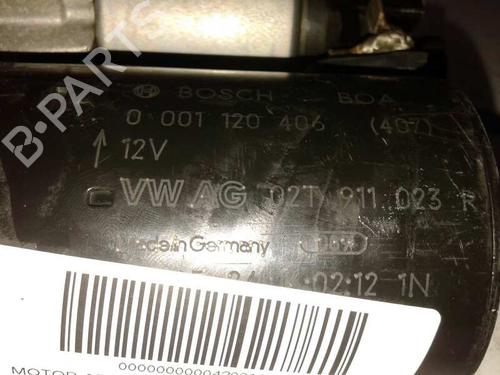 B-PARTS
BOSCH BOA
0 001 120 406 (407)
12V
VW AG 02T 911 023 R
Made in Germany
02:12 1N
B-PARTS
MOTOR